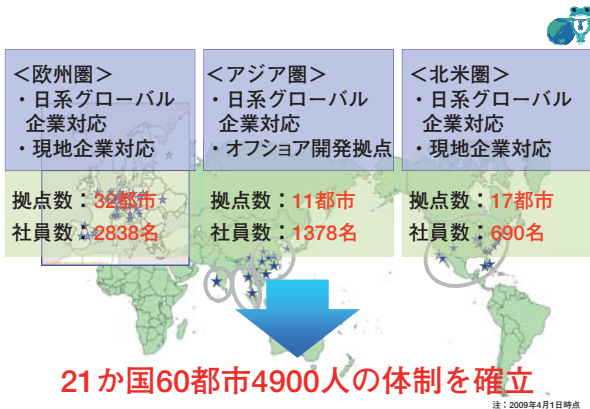 ＜欧州圏＞
・日系グローバル
企業対応
・現地企業対応
拠点数：32都市
社員数：2838名
＜アジア圏＞
・日系グローバル
企業対応
・オフショア開発拠点
拠点数：11都市
社員数：1378名
＜北米圏＞
・日系グローバル
企業対応
・現地企業対応
拠点数：17都市
社員数：690名
21か国60都市4900人の体制を確立
注：2009年4月1日時点